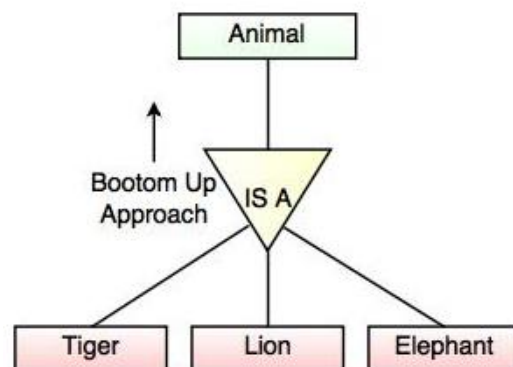 Animal
Bootom Up
Approach
IS A
Tiger
Lion
Elephant